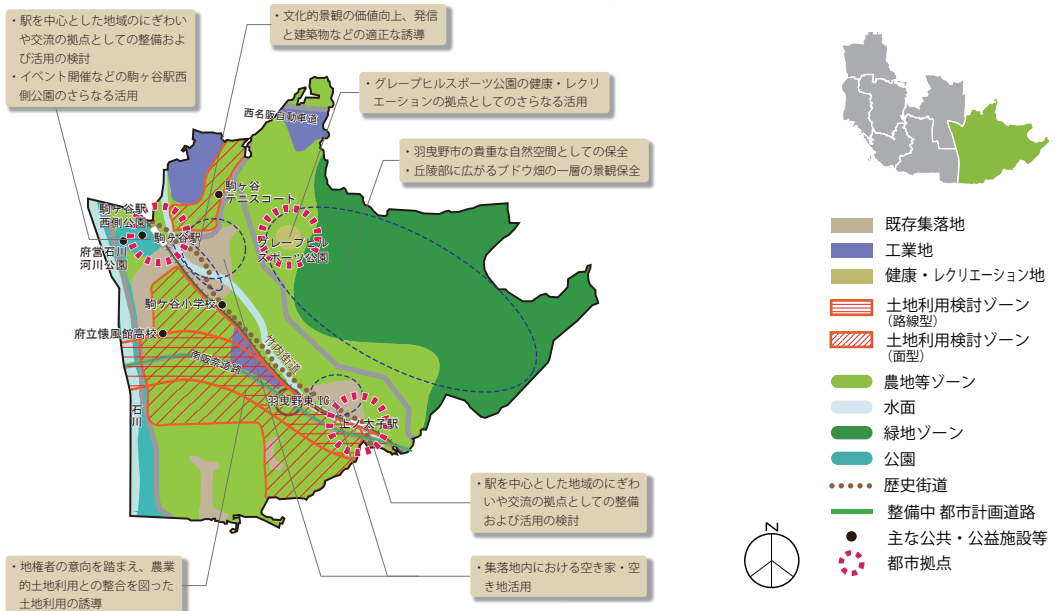 ・駅を中心とした地域のにぎわい
や交流の拠点としての整備およ
び活用の検討
・イベント開催などの駒ヶ谷駅西
側公園のさらなる活用
・文化的景観の価値向上、発信
と建築物などの適正な誘導
・グレープヒルスポーツ公園の健康・レクリ
エーションの拠点としてのさらなる活用
・羽曳野市の貴重な自然空間としての保全
・丘陵部に広がるブドウ畑の一層の景観保全
西名阪自動車道
駒ヶ谷
テニスコート
駒ヶ谷駅
西側公園
駒ケ谷駅
府営石川
河川公園
グレープヒル
スポーツ公園
駒ケ谷小学校
府立懐風館高校
竹内街道
南阪奈道路
羽曳野東 IC
上ノ太子駅
石川
・駅を中心とした地域のにぎわ
いや交流の拠点としての整備
および活用の検討
・集落地内における空き家・空
き地活用
・地権者の意向を踏まえ、農業
的土地利用との整合を図った
土地利用の誘導
既存集落地
工業地
健康・レクリエーション地
土地利用検討ゾーン
（路線型）
土地利用検討ゾーン
（面型）
農地等ゾーン
水面
緑地ゾーン
公園
歴史街道
整備中 都市計画道路
主な公共・公益施設等
都市拠点
N